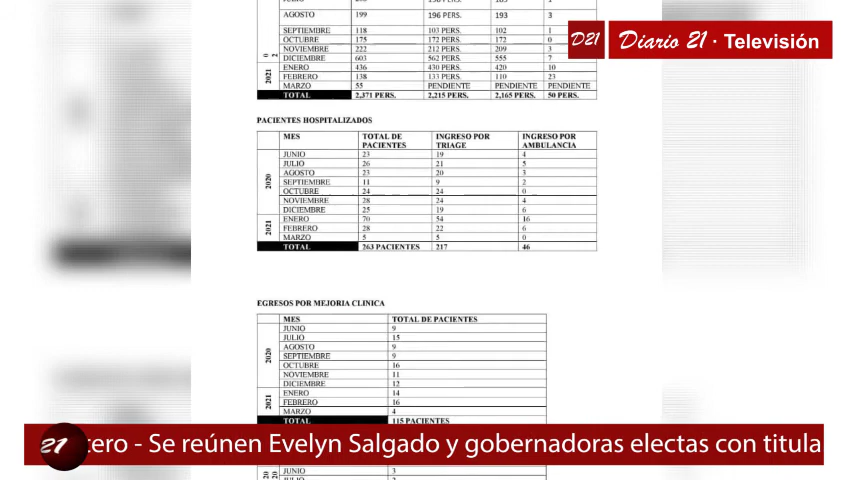 AGOSTO 199 196 PERS. 193 3
SEPTIEMBRE 118 103 PERS. 102 1
OCTUBRE 175 172 PERS. 172 0
NOVIEMBRE 222 212 PERS. 209 3
DICIEMBRE 603 562 PERS. 555 7
2021
ENERO 436 430 PERS. 420 10
FEBRERO 138 133 PERS. 110 23
MARZO 55 PENDIENTE PENDIENTE PENDIENTE
TOTAL 2,371 PERS. 2,215 PERS. 2,165 PERS. 50 PERS.
D21 Diario 21 · Televisión
PACIENTES HOSPITALIZADOS
MES TOTAL DE PACIENTES INGRESO POR TRIAGE INGRESO POR AMBULANCIA
2020
JUNIO 23 19 4
JULIO 26 21 5
AGOSTO 23 20 3
SEPTIEMBRE 11 9 2
OCTUBRE 24 24 0
NOVIEMBRE 28 24 4
DICIEMBRE 25 19 6
2021
ENERO 70 54 16
FEBRERO 28 22 6
MARZO 5 5 0
TOTAL 263 PACIENTES 217 46
EGRESOS POR MEJORIA CLINICA
MES TOTAL DE PACIENTES
2020
JUNIO 9
JULIO 15
AGOSTO 9
SEPTIEMBRE 9
OCTUBRE 16
NOVIEMBRE 11
DICIEMBRE 12
2021
ENERO 14
FEBRERO 16
MARZO 4
TOTAL 115 PACIENTES
21 tero - Se reúnen Evelyn Salgado y gobernadoras electas con titula
JUNIO 3